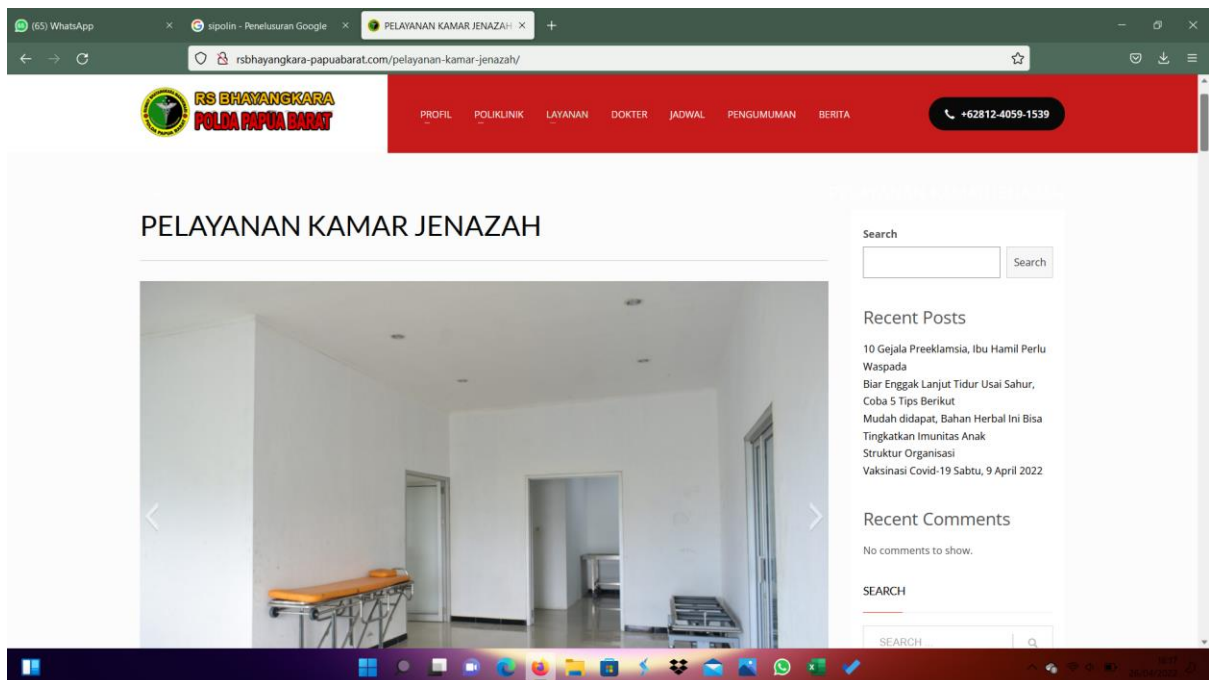 (65) WhatsApp
sipolin - Penelusuran Google
PELAYANAN KAMAR JENAZAH
rsbhayangkara-papuabarat.com/pelayanan-kamar-jenazah/
RS BHAYANGKARA
POLDA PAPUA BARAT
PROFIL POLIKLINIK LAYANAN DOKTER JADWAL PENGUMUMAN BERITA
+62812-4059-1539
PELAYANAN KAMAR JENAZAH
Search
Search
Recent Posts
10 Gejala Preeklamsia, Ibu Hamil Perlu
Waspada
Biar Enggak Lanjut Tidur Usai Sahur,
Coba 5 Tips Berikut
Mudah didapat, Bahan Herbal Ini Bisa
Tingkatkan Imunitas Anak
Struktur Organisasi
Vaksinasi Covid-19 Sabtu, 9 April 2022
Recent Comments
No comments to show.
SEARCH
SEARCH